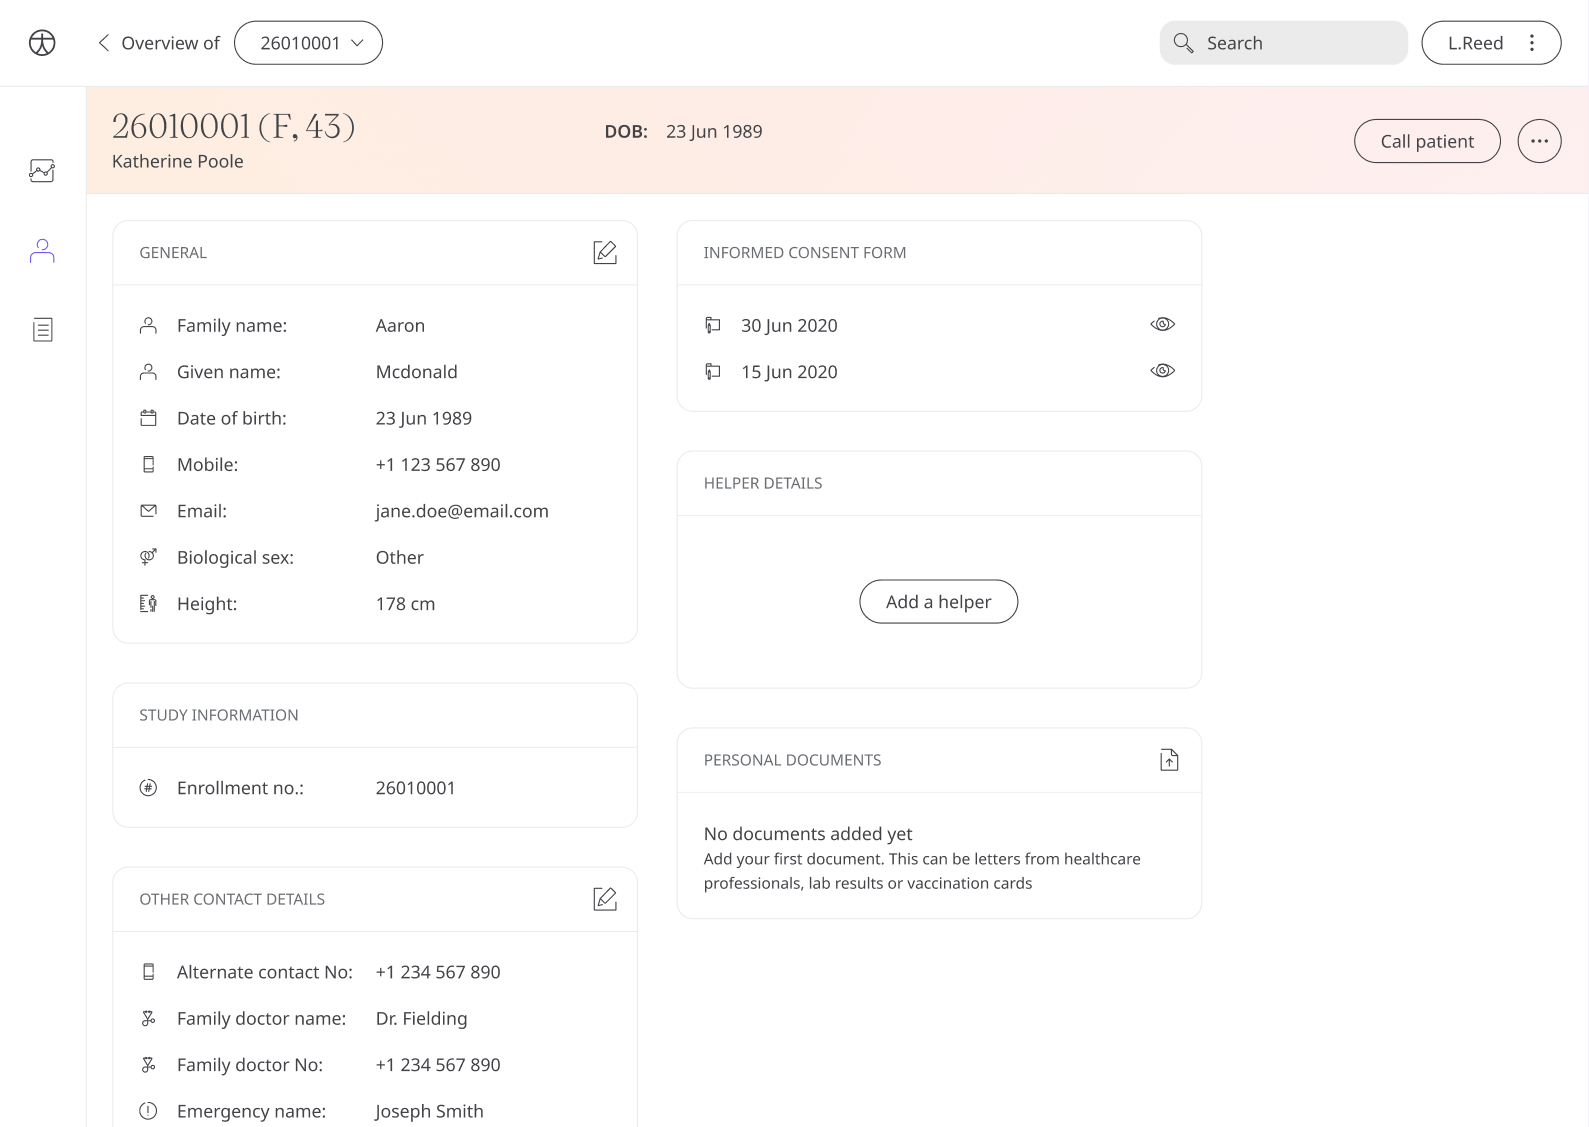 Overview of 26010001
Search
L.Reed
26010001 (F, 43)
Katherine Poole
DOB: 23 Jun 1989
Call patient
GENERAL
Family name: Aaron
Given name: Mcdonald
Date of birth: 23 Jun 1989
Mobile: +1 123 567 890
Email: jane.doe@email.com
Biological sex: Other
Height: 178 cm
STUDY INFORMATION
Enrollment no.: 26010001
OTHER CONTACT DETAILS
Alternate contact No: +1 234 567 890
Family doctor name: Dr. Fielding
Family doctor No: +1 234 567 890
Emergency name: Joseph Smith
INFORMED CONSENT FORM
30 Jun 2020
15 Jun 2020
HELPER DETAILS
Add a helper
PERSONAL DOCUMENTS
No documents added yet
Add your first document. This can be letters from healthcare
professionals, lab results or vaccination cards